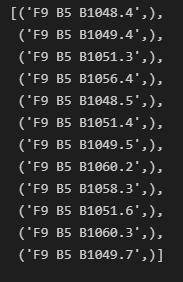 [('F9 B5 B1048.4',),
('F9 B5 B1049.4',),
('F9 B5 B1051.3',),
('F9 B5 B1056.4',),
('F9 B5 B1048.5',),
('F9 B5 B1051.4',),
('F9 B5 B1049.5',),
('F9 B5 B1060.2',),
('F9 B5 B1058.3',),
('F9 B5 B1051.6',),
('F9 B5 B1060.3',),
('F9 B5 B1049.7',)]